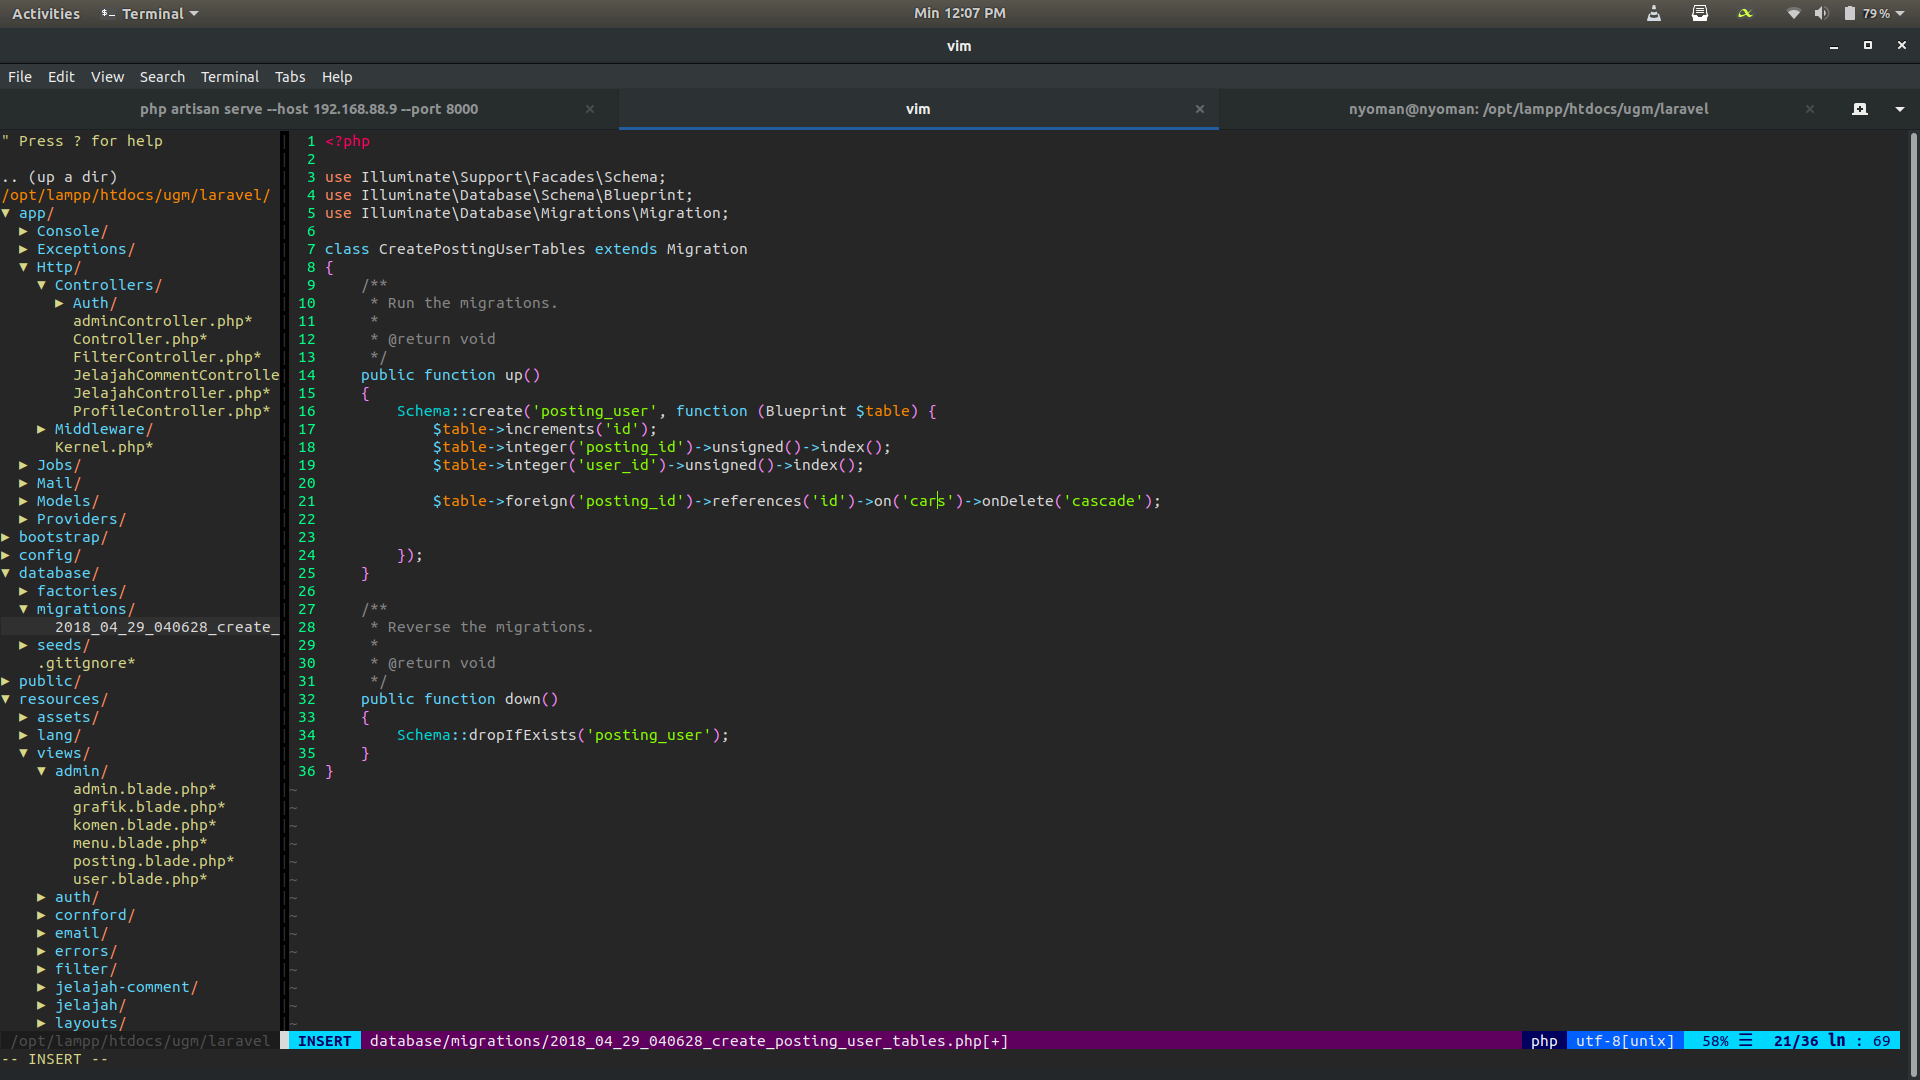 Activities Terminal Min 12:07 PM 79 %
vim
File Edit View Search Terminal Tabs Help
php artisan serve --host 192.168.88.9 --port 8000 × vim × nyoman@nyoman: /opt/lampp/htdocs/ugm/laravel ×
" Press ? for help
.. (up a dir)
/opt/lampp/htdocs/ugm/laravel/
▼ app/
▶ Console/
▶ Exceptions/
▼ Http/
▼ Controllers/
▶ Auth/
adminController.php*
Controller.php*
FilterController.php*
JelajahCommentControlle
JelajahController.php*
ProfileController.php*
▶ Middleware/
Kernel.php*
▶ Jobs/
▶ Mail/
▶ Models/
▶ Providers/
▶ bootstrap/
▶ config/
▼ database/
▶ factories/
▼ migrations/
2018_04_29_040628_create_
▶ seeds/
.gitignore*
▶ public/
▼ resources/
▶ assets/
▶ lang/
▼ views/
▼ admin/
admin.blade.php*
grafik.blade.php*
komen.blade.php*
menu.blade.php*
posting.blade.php*
user.blade.php*
▶ auth/
▶ cornford/
▶ email/
▶ errors/
▶ filter/
▶ jelajah-comment/
▶ jelajah/
▶ layouts/
1 <?php
2
3 use Illuminate\Support\Facades\Schema;
4 use Illuminate\Database\Schema\Blueprint;
5 use Illuminate\Database\Migrations\Migration;
6
7 class CreatePostingUserTables extends Migration
8 {
9     /**
10      * Run the migrations.
11      *
12      * @return void
13      */
14     public function up()
15     {
16         Schema::create('posting_user', function (Blueprint $table) {
17             $table->increments('id');
18             $table->integer('posting_id')->unsigned()->index();
19             $table->integer('user_id')->unsigned()->index();
20
21             $table->foreign('posting_id')->references('id')->on('cars')->onDelete('cascade');
22
23
24         });
25     }
26
27     /**
28      * Reverse the migrations.
29      *
30      * @return void
31      */
32     public function down()
33     {
34         Schema::dropIfExists('posting_user');
35     }
36 }
/opt/lampp/htdocs/ugm/laravel INSERT database/migrations/2018_04_29_040628_create_posting_user_tables.php[+] php utf-8[unix] 58% ☰ 21/36 ln : 69
-- INSERT --